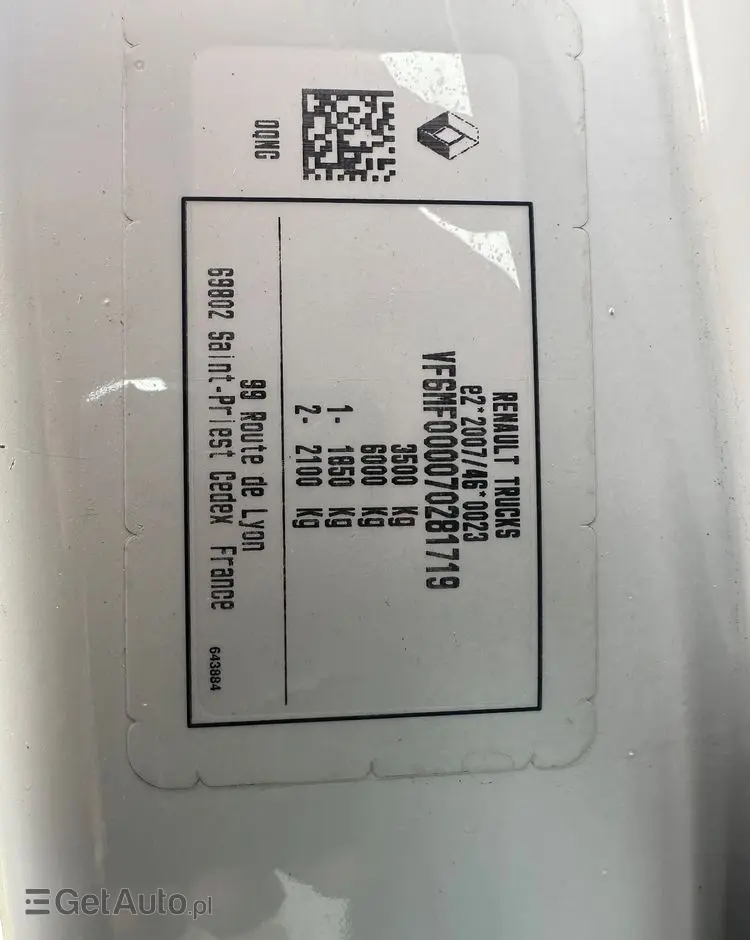 OQNC
RENAULT TRUCKS
e2*2007/46*0023
VF6MF000070281719
3500 Kg
6000 Kg
1- 1850 Kg
2- 2100 Kg
99 Route de Lyon
69802 Saint-Priest Cedex France
643884
GetAuto.pl